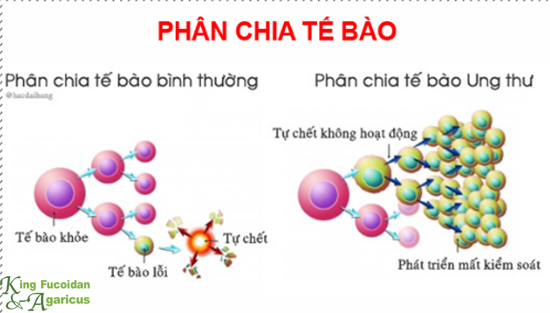 PHÂN CHIA TẾ BÀO
Phân chia tế bào bình thường
Phân chia tế bào Ung thư
@haodaihung
Tự chết không hoạt động
Tế bào khỏe
Tự chết
Tế bào lỗi
Phát triển mất kiểm soát
King Fucoidan
& Agaricus